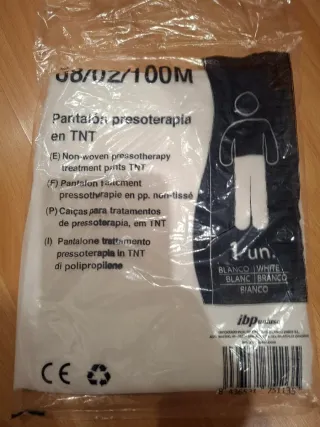 68/02/100M
Pantalón presoterapia
en TNT
(E) Non-woven pressotherapy
treatment pants TNT
(F) Pantalon
pressothérapie en pp. non-tissé
(P) Calças para tratamentos
de pressoterapia, em TNT
(I) Pantalone trattamento
pressoterapia in TNT
di polipropilene
1 un.
BLANCO WHITE
BLANC BRANCO
BIANCO
ibp
CE